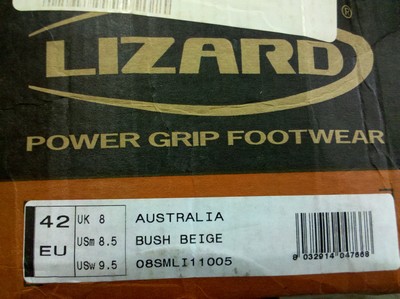 LIZARD®
POWER GRIP FOOTWEAR
42 EU
UK 8
USm 8.5
USw 9.5
AUSTRALIA
BUSH BEIGE
08SMLI11005
8 032914 047668